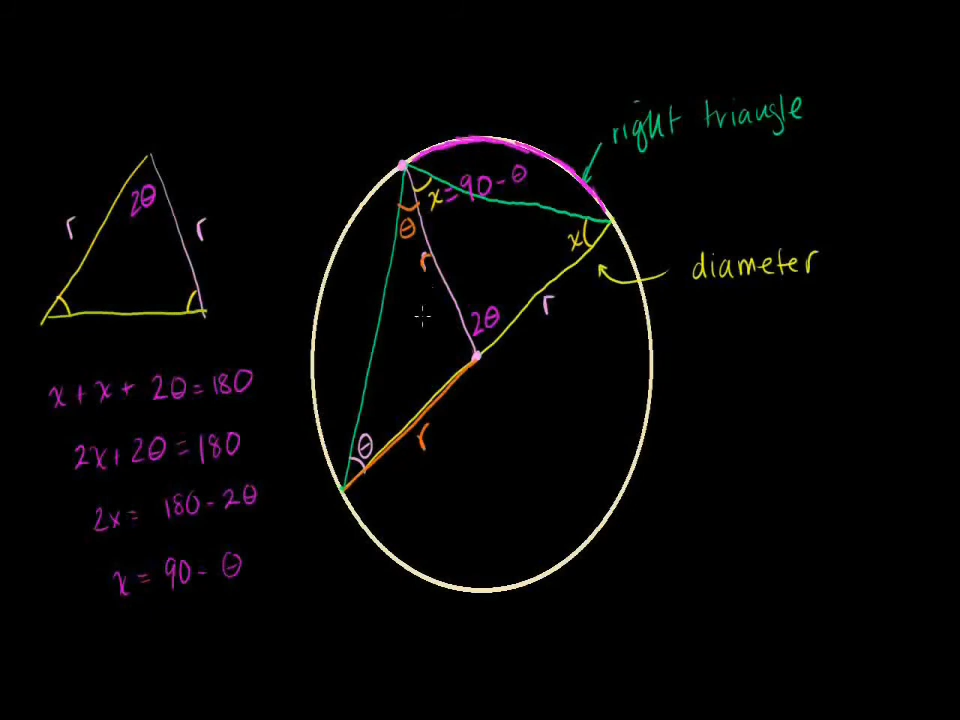 right triangle
2θ
r
r
x = 90 - θ
θ
x
r
diameter
r
2θ
x + x + 2θ = 180
2x + 2θ = 180
2x = 180 - 2θ
x = 90 - θ
θ
r